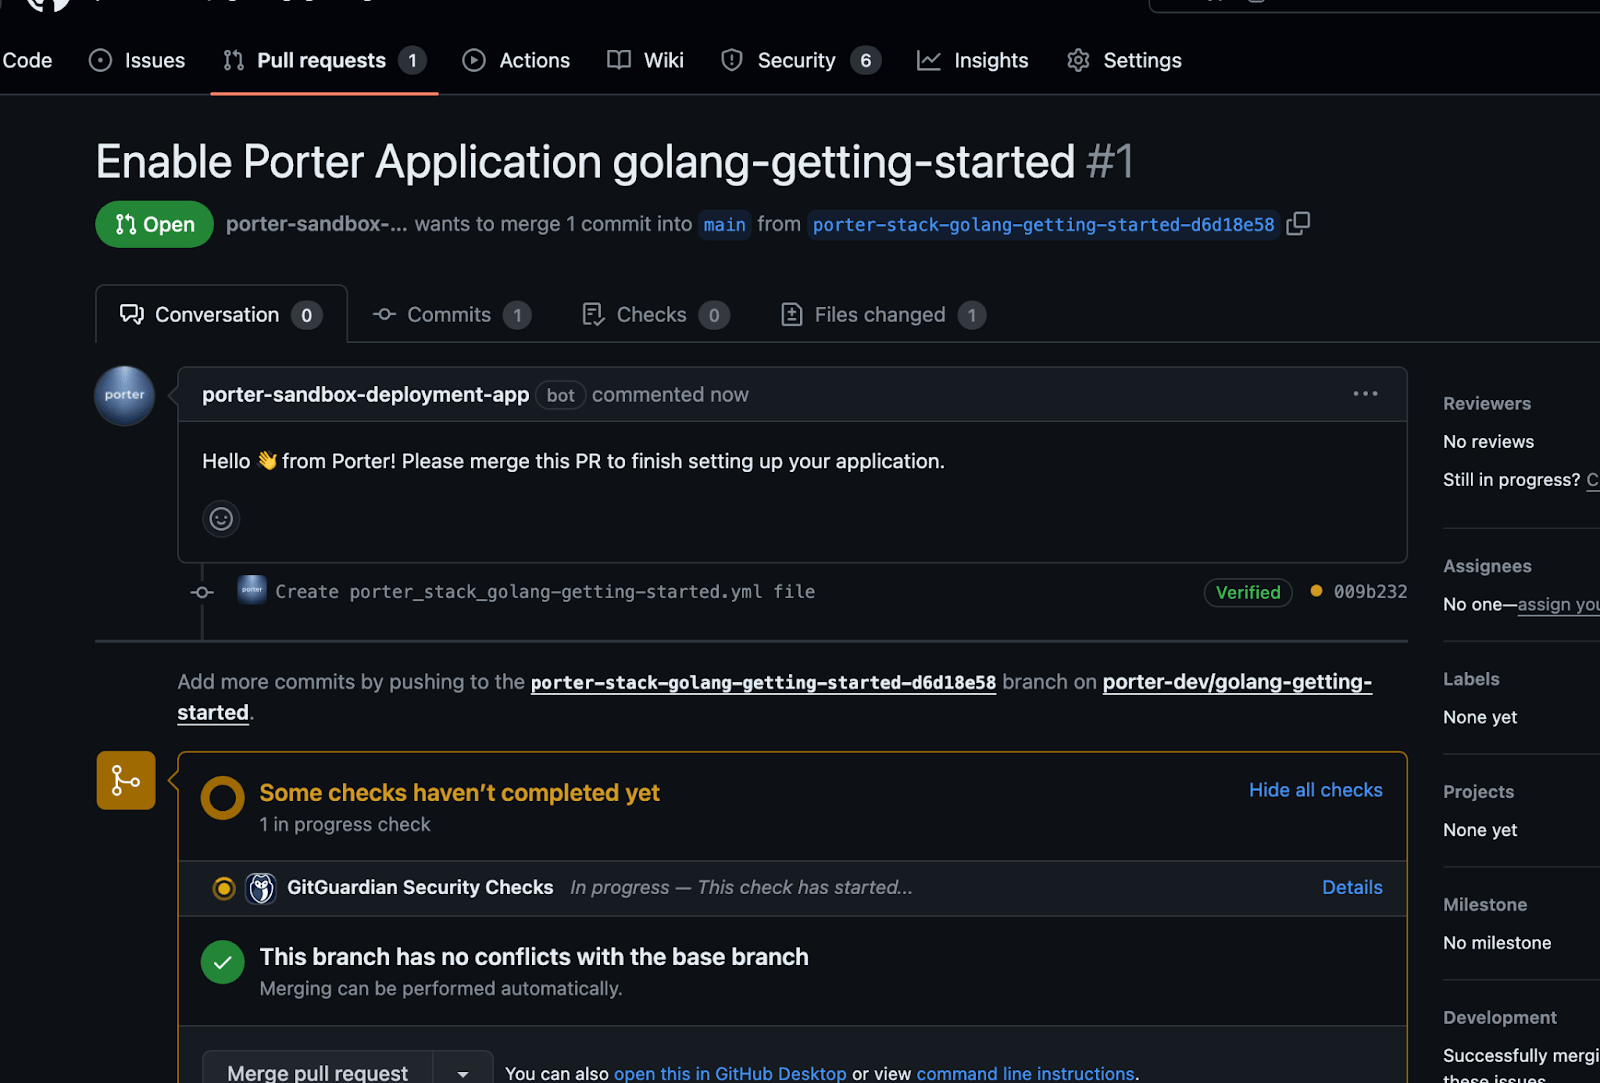 Code Issues Pull requests 1 Actions Wiki Security 6 Insights Settings
Enable Porter Application golang-getting-started #1
Open porter-sandbox-... wants to merge 1 commit into main from porter-stack-golang-getting-started-d6d18e58
Conversation 0 Commits 1 Checks 0 Files changed 1
porter
porter-sandbox-deployment-app bot commented now
Hello 👋 from Porter! Please merge this PR to finish setting up your application.
porter Create porter_stack_golang-getting-started.yml file Verified 009b232
Add more commits by pushing to the porter-stack-golang-getting-started-d6d18e58 branch on porter-dev/golang-getting-
started.
Some checks haven’t completed yet
Hide all checks
1 in progress check
GitGuardian Security Checks In progress — This check has started... Details
This branch has no conflicts with the base branch
Merging can be performed automatically.
Merge pull request You can also open this in GitHub Desktop or view command line instructions.
Reviewers
No reviews
Still in progress? C
Assignees
No one—assign you
Labels
None yet
Projects
None yet
Milestone
No milestone
Development
Successfully mergi
these issues